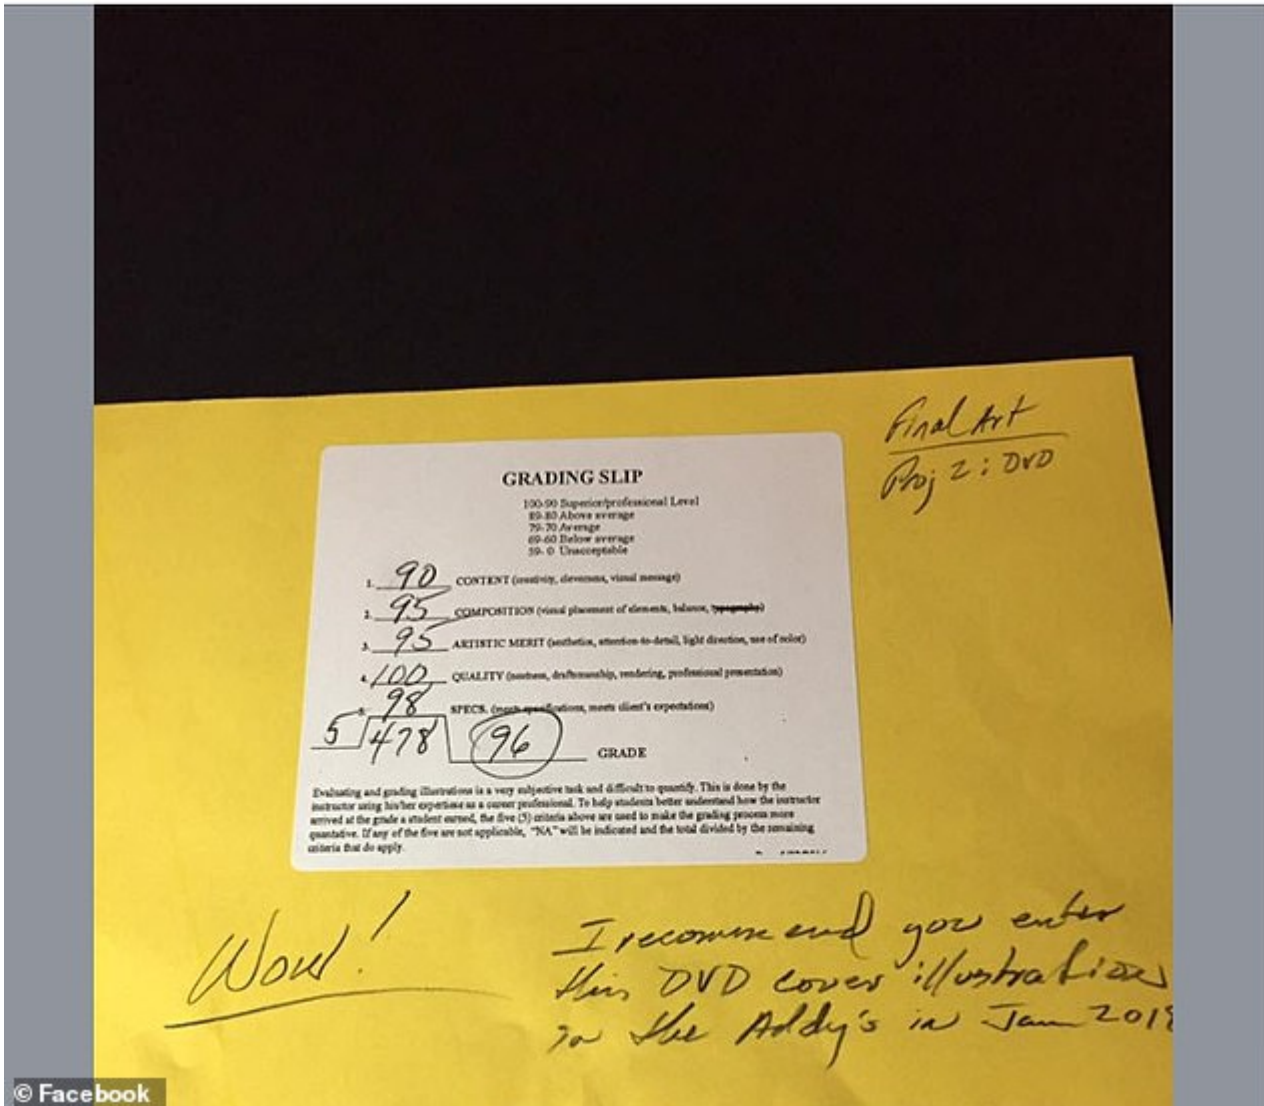 Final Art
Proj 2: DVD
GRADING SLIP
100-90 Superior/professional Level
89-80 Above average
79-70 Average
69-60 Below average
59- 0 Unacceptable
1. 90 CONTENT (creativity, cleverness, visual message)
2. 95 COMPOSITION (visual placement of elements, balance, typography)
3. 95 ARTISTIC MERIT (aesthetics, attention-to-detail, light direction, use of color)
4. 100 QUALITY (neatness, draftsmanship, rendering, professional presentation)
5. 98 SPECS. (meets specifications, meets client's expectations)
5 478 96 GRADE
Evaluating and grading illustrations is a very subjective task and difficult to quantify. This is done by the
instructor using his/her expertise as a career professional. To help students better understand how the instructor
arrived at the grade a student earned, the five (5) criteria above are used to make the grading process more
quantative. If any of the five are not applicable, "NA" will be indicated and the total divided by the remaining
criteria that do apply.
Wow!
I recommend you enter
this DVD cover illustration
in the Addy's in Jan
© Facebook